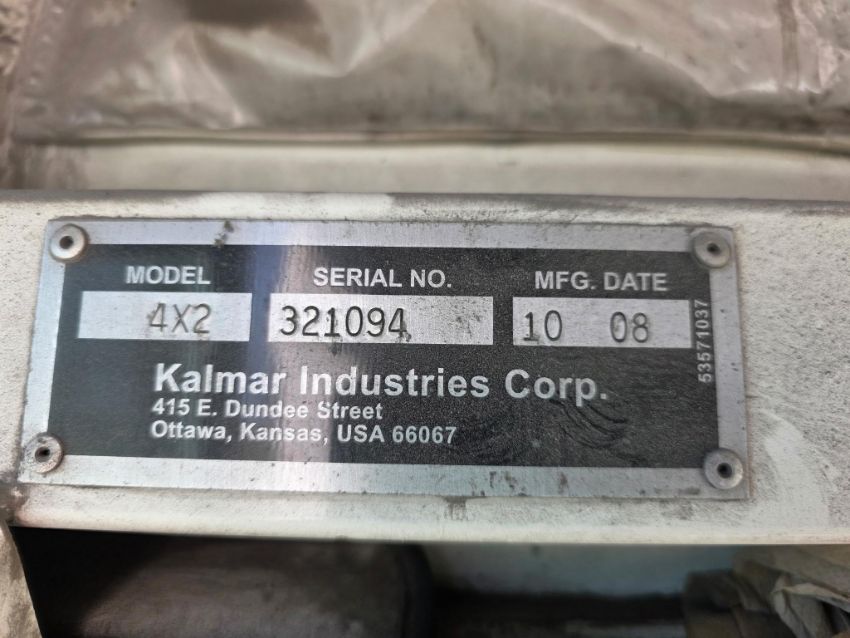 MODEL SERIAL NO. MFG. DATE
4X2 321094 10 08
Kalmar Industries Corp.
415 E. Dundee Street
Ottawa, Kansas, USA 66067
53571037